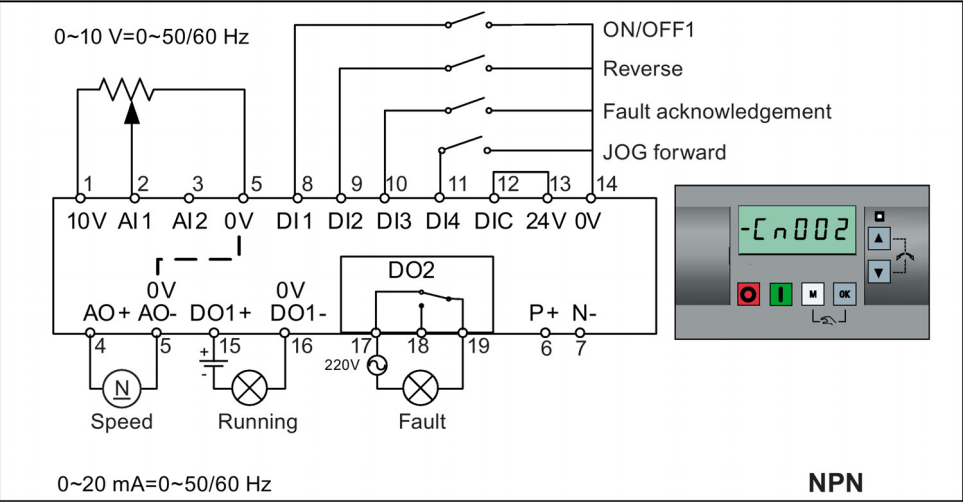 0~10 V=0~50/60 Hz
ON/OFF1
Reverse
Fault acknowledgement
JOG forward
1 2 3 5 8 9 10 11 12 13 14
10V AI1 AI2 0V DI1 DI2 DI3 DI4 DIC 24V 0V
-Cn002
DO2
0V 0V
AO+ AO- DO1+ DO1- P+ N-
M OK
4 5 15 16 17 18 19 6 7
+
-
220V
N
Speed Running Fault
0~20 mA=0~50/60 Hz
NPN